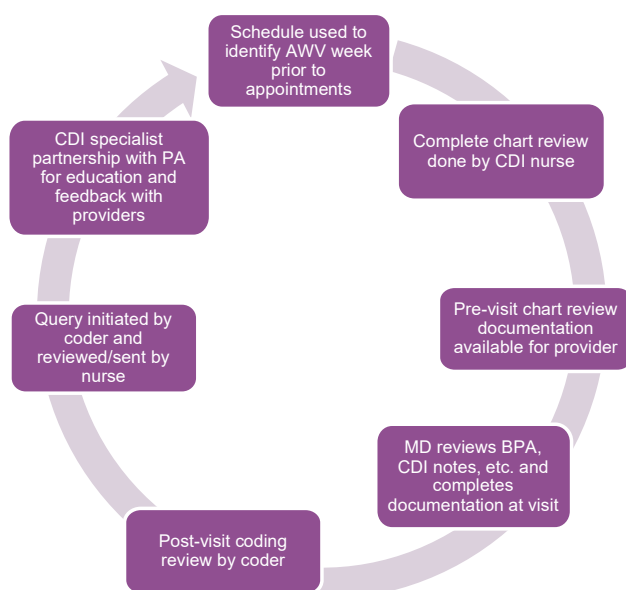 Schedule used to
identify AWV week
prior to
appointments
Complete chart review
done by CDI nurse
Pre-visit chart review
documentation
available for provider
MD reviews BPA,
CDI notes, etc. and
completes
documentation at visit
Post-visit coding
review by coder
Query initiated by
coder and
reviewed/sent by
nurse
CDI specialist
partnership with PA
for education and
feedback with
providers